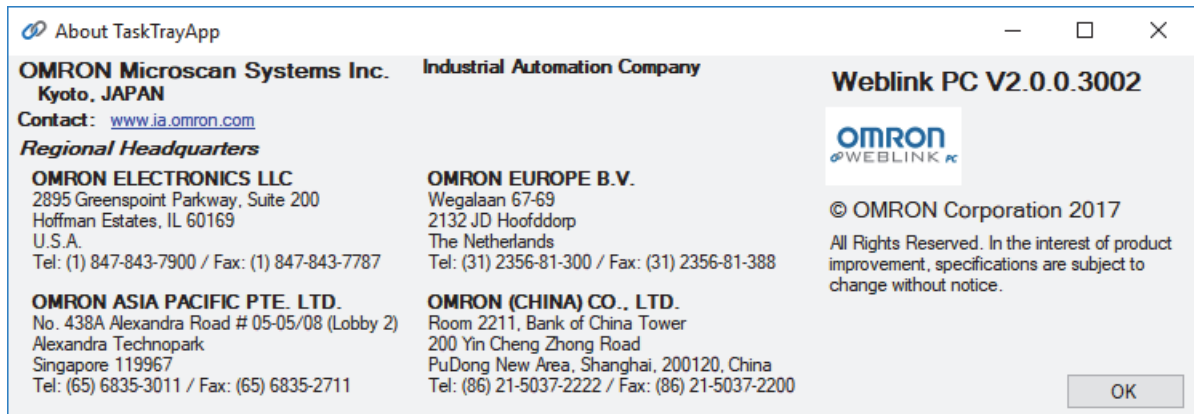 About TaskTrayApp
OMRON Microscan Systems Inc.
Kyoto, JAPAN
Contact: www.ia.omron.com
Industrial Automation Company
Regional Headquarters
OMRON ELECTRONICS LLC
2895 Greenspoint Parkway, Suite 200
Hoffman Estates, IL 60169
U.S.A.
Tel: (1) 847-843-7900 / Fax: (1) 847-843-7787
OMRON EUROPE B.V.
Wegalaan 67-69
2132 JD Hoofddorp
The Netherlands
Tel: (31) 2356-81-300 / Fax: (31) 2356-81-388
OMRON ASIA PACIFIC PTE. LTD.
No. 438A Alexandra Road # 05-05/08 (Lobby 2)
Alexandra Technopark
Singapore 119967
Tel: (65) 6835-3011 / Fax: (65) 6835-2711
OMRON (CHINA) CO., LTD.
Room 2211, Bank of China Tower
200 Yin Cheng Zhong Road
PuDong New Area, Shanghai, 200120, China
Tel: (86) 21-5037-2222 / Fax: (86) 21-5037-2200
Weblink PC V2.0.0.3002
OMRON
WEBLINK PC
© OMRON Corporation 2017
All Rights Reserved. In the interest of product
improvement, specifications are subject to
change without notice.
OK